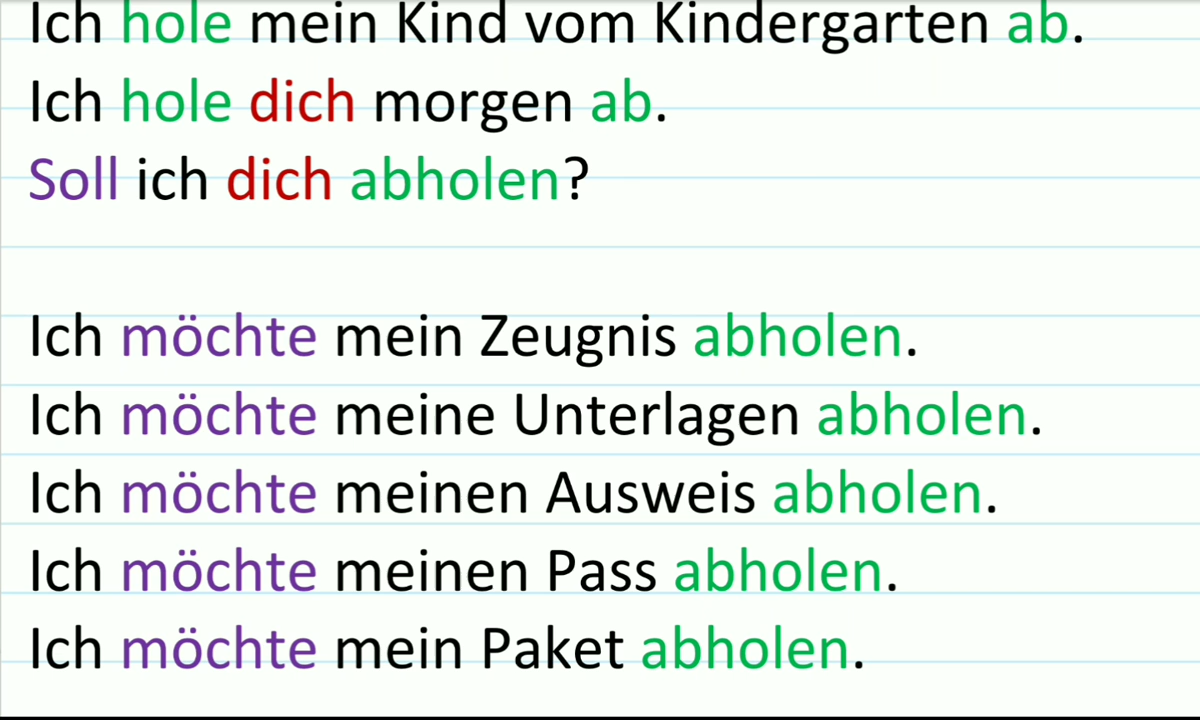 Ich hole mein Kind vom Kindergarten ab.
Ich hole dich morgen ab.
Soll ich dich abholen?
Ich möchte mein Zeugnis abholen.
Ich möchte meine Unterlagen abholen.
Ich möchte meinen Ausweis abholen.
Ich möchte meinen Pass abholen.
Ich möchte mein Paket abholen.